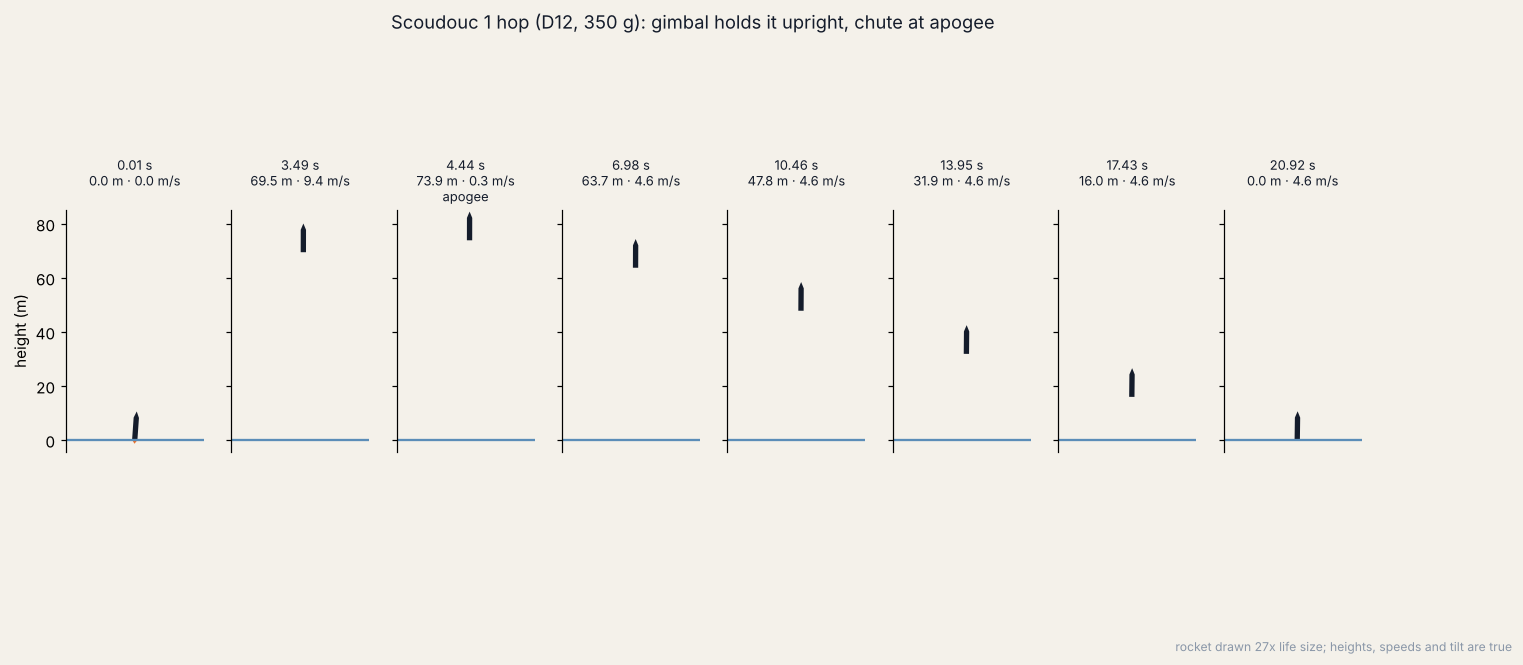 Scoudouc 1 hop (D12, 350 g): gimbal holds it upright, chute at apogee
0.01 s
0.0 m · 0.0 m/s
3.49 s
69.5 m · 9.4 m/s
4.44 s
73.9 m · 0.3 m/s
apogee
6.98 s
63.7 m · 4.6 m/s
10.46 s
47.8 m · 4.6 m/s
13.95 s
31.9 m · 4.6 m/s
17.43 s
16.0 m · 4.6 m/s
20.92 s
0.0 m · 4.6 m/s
height (m)
80
60
40
20
0
rocket drawn 27x life size; heights, speeds and tilt are true